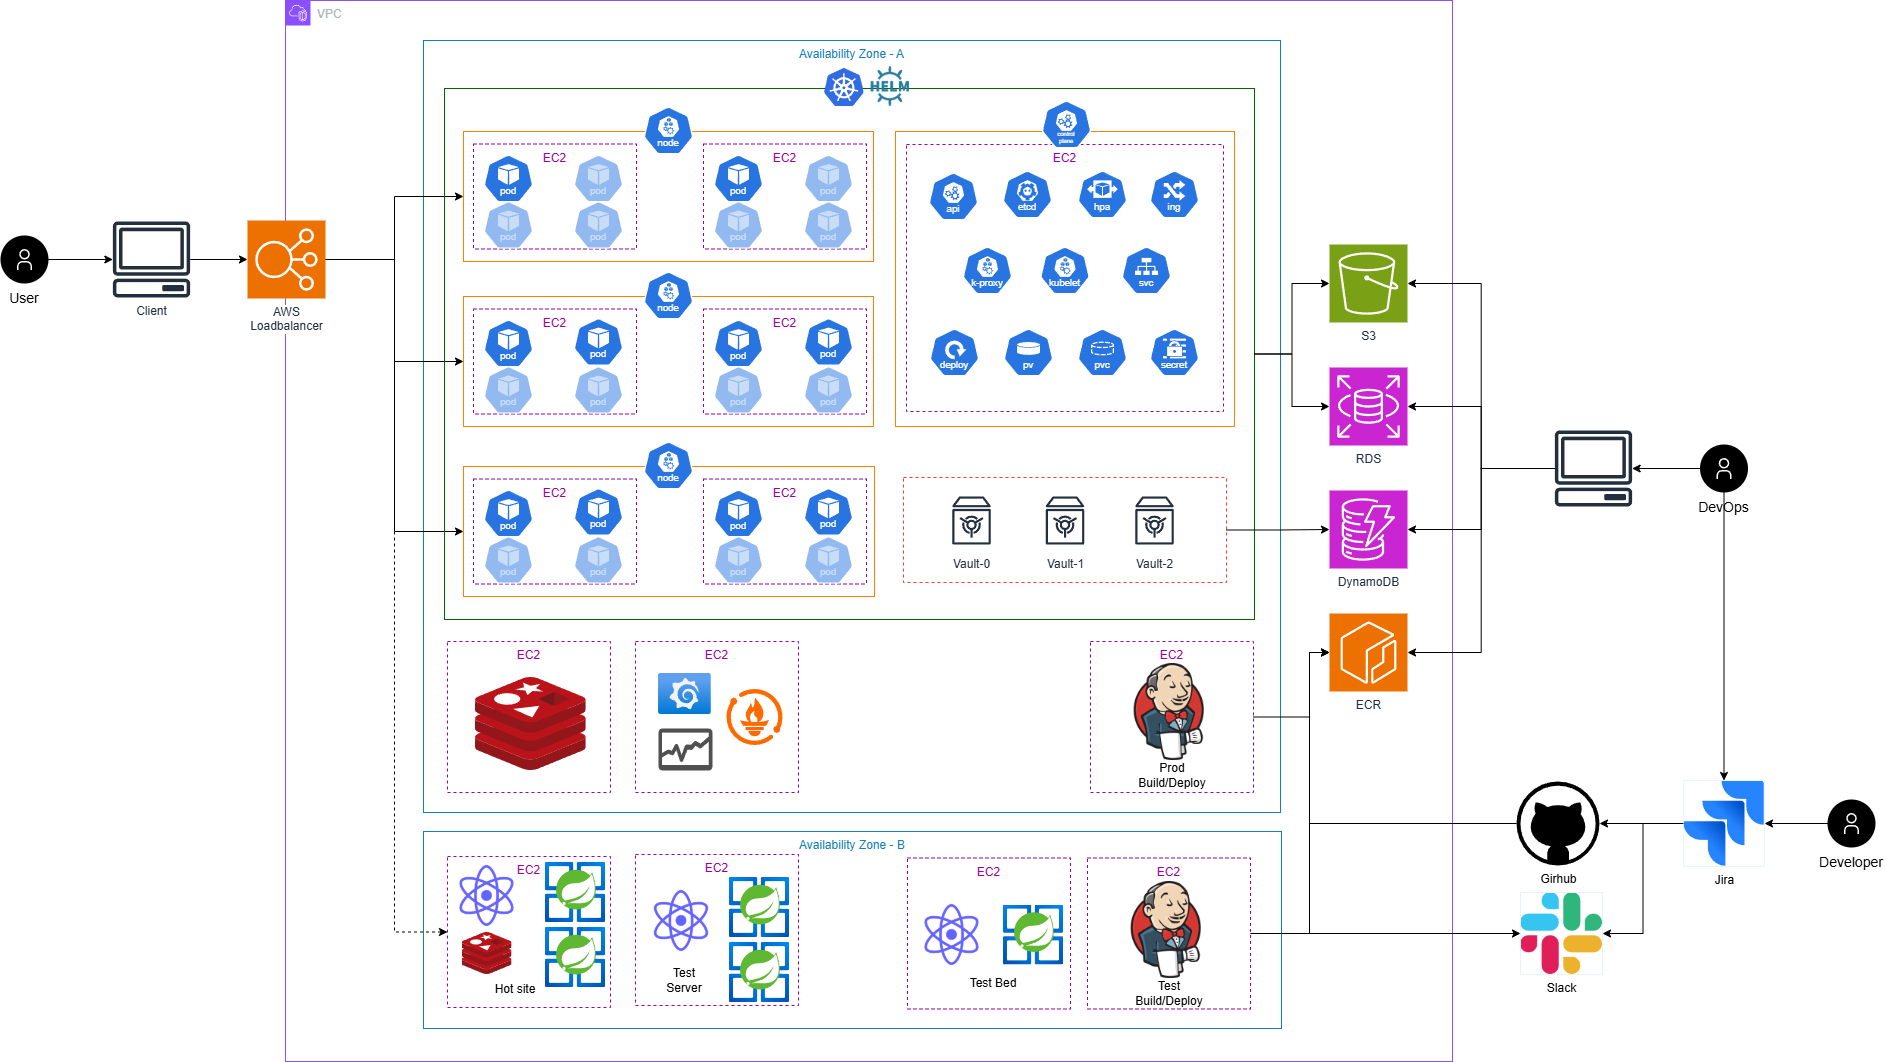 VPC
Availability Zone - A
HELM
node
EC2
pod
pod
pod
pod
EC2
pod
pod
pod
pod
control
plane
EC2
api
etcd
hpa
ing
k-proxy
kubelet
svc
deploy
pv
pvc
secret
node
EC2
pod
pod
pod
pod
EC2
pod
pod
pod
pod
node
EC2
pod
pod
pod
pod
EC2
pod
pod
pod
pod
Vault-0
Vault-1
Vault-2
User
Client
AWS
Loadbalancer
S3
RDS
DynamoDB
ECR
DevOps
EC2
EC2
EC2
Prod
Build/Deploy
Availability Zone - B
EC2
Hot site
EC2
Test
Server
EC2
Test Bed
EC2
Test
Build/Deploy
Girhub
Jira
Developer
Slack